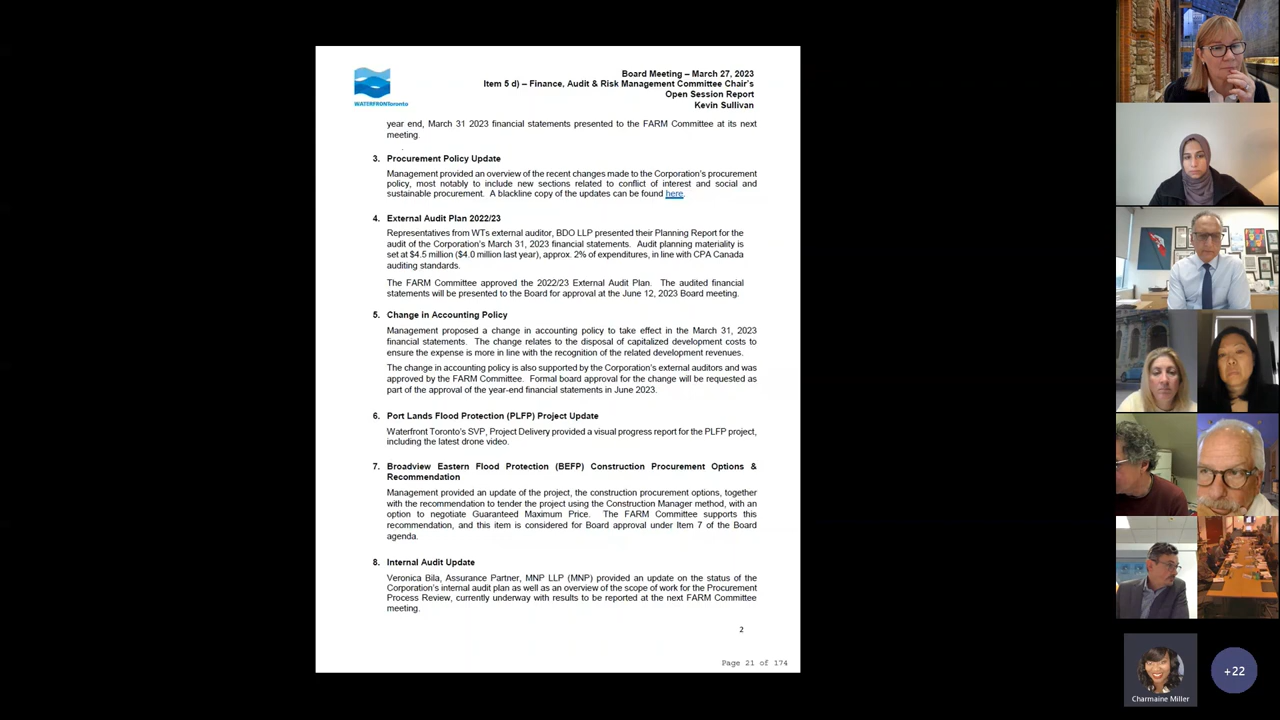 WATERFRONToronto
Board Meeting – March 27, 2023
Item 5 d) – Finance, Audit & Risk Management Committee Chair's
Open Session Report
Kevin Sullivan
year end, March 31 2023 financial statements presented to the FARM Committee at its next
meeting.
3. Procurement Policy Update
Management provided an overview of the recent changes made to the Corporation's procurement
policy, most notably to include new sections related to conflict of interest and social and
sustainable procurement. A blackline copy of the updates can be found here.
4. External Audit Plan 2022/23
Representatives from WTs external auditor, BDO LLP presented their Planning Report for the
audit of the Corporation's March 31, 2023 financial statements. Audit planning materiality is
set at $4.5 million ($4.0 million last year), approx. 2% of expenditures, in line with CPA Canada
auditing standards.
The FARM Committee approved the 2022/23 External Audit Plan. The audited financial
statements will be presented to the Board for approval at the June 12, 2023 Board meeting.
5. Change in Accounting Policy
Management proposed a change in accounting policy to take effect in the March 31, 2023
financial statements. The change relates to the disposal of capitalized development costs to
ensure the expense is more in line with the recognition of the related development revenues.
The change in accounting policy is also supported by the Corporation's external auditors and was
approved by the FARM Committee. Formal board approval for the change will be requested as
part of the approval of the year-end financial statements in June 2023.
6. Port Lands Flood Protection (PLFP) Project Update
Waterfront Toronto's SVP, Project Delivery provided a visual progress report for the PLFP project,
including the latest drone video.
7. Broadview Eastern Flood Protection (BEFP) Construction Procurement Options &
Recommendation
Management provided an update of the project, the construction procurement options, together
with the recommendation to tender the project using the Construction Manager method, with an
option to negotiate Guaranteed Maximum Price. The FARM Committee supports this
recommendation, and this item is considered for Board approval under Item 7 of the Board
agenda.
8. Internal Audit Update
Veronica Bila, Assurance Partner, MNP LLP (MNP) provided an update on the status of the
Corporation's internal audit plan as well as an overview of the scope of work for the Procurement
Process Review, currently underway with results to be reported at the next FARM Committee
meeting.
2
Page 21 of 174
Charmaine Miller
+22